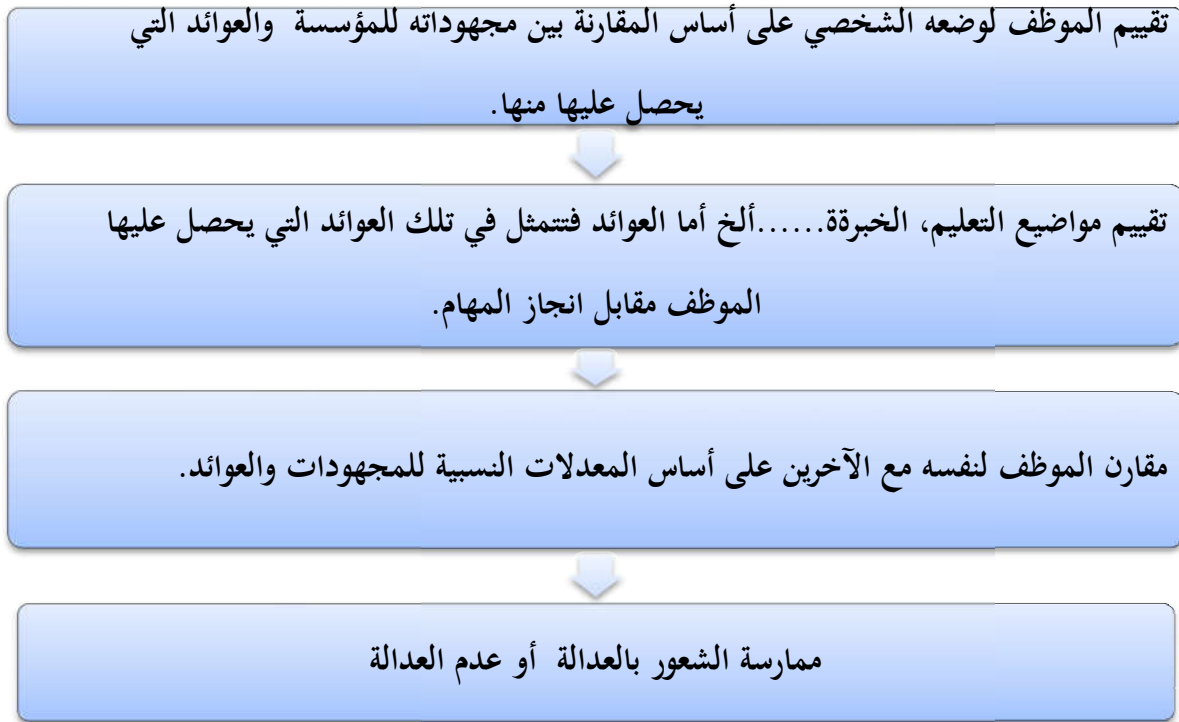 تقييم الموظف لوضعه الشخصي على أساس المقارنة بين مجهوداته للمؤسسة والعوائد التي
يحصل عليها منها.
تقييم مواضيع التعليم، الخبرةة......ألخ أما العوائد فتتمثل في تلك العوائد التي يحصل عليها
الموظف مقابل انجاز المهام.
مقارن الموظف لنفسه مع الآخرين على أساس المعدلات النسبية للمجهودات والعوائد.
ممارسة الشعور بالعدالة أو عدم العدالة